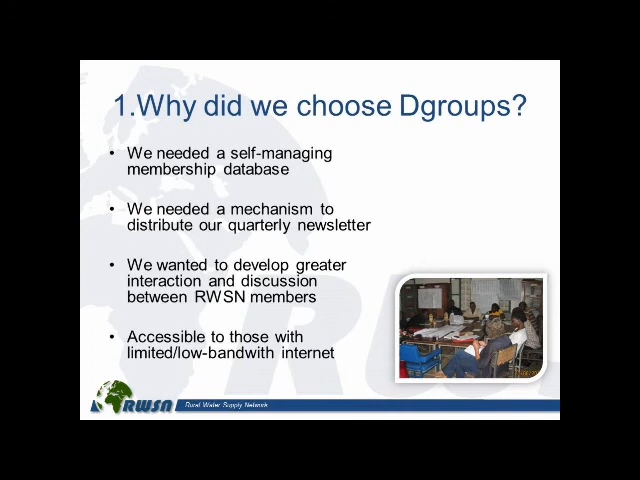 1.Why did we choose Dgroups?
• We needed a self-managing
membership database
• We needed a mechanism to
distribute our quarterly newsletter
• We wanted to develop greater
interaction and discussion
between RWSN members
• Accessible to those with
limited/low-bandwith internet
RWSN
Rural Water Supply Network